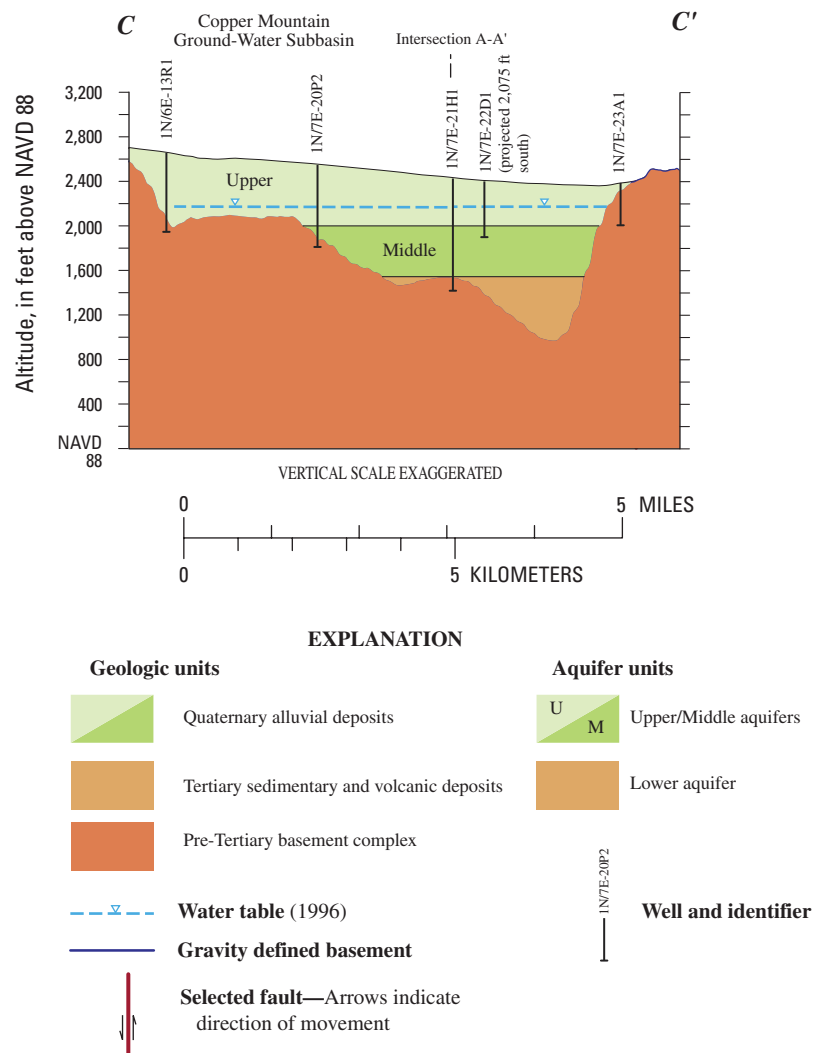 C
Copper Mountain
Ground-Water Subbasin
Intersection A-A'
C'
1N/6E-13R1
1N/7E-20P2
1N/7E-21H1
1N/7E-22D1
(projected 2,075 ft
south)
1N/7E-23A1
Altitude, in feet above NAVD 88
3,200
2,800
2,400
2,000
1,600
1,200
800
400
NAVD
88
Upper
Middle
VERTICAL SCALE EXAGGERATED
0 5 MILES
0 5 KILOMETERS
EXPLANATION
Geologic units
Quaternary alluvial deposits
Tertiary sedimentary and volcanic deposits
Pre-Tertiary basement complex
Water table (1996)
Gravity defined basement
Selected fault—Arrows indicate
direction of movement
Aquifer units
U
M
Upper/Middle aquifers
Lower aquifer
1N/7E-20P2
Well and identifier